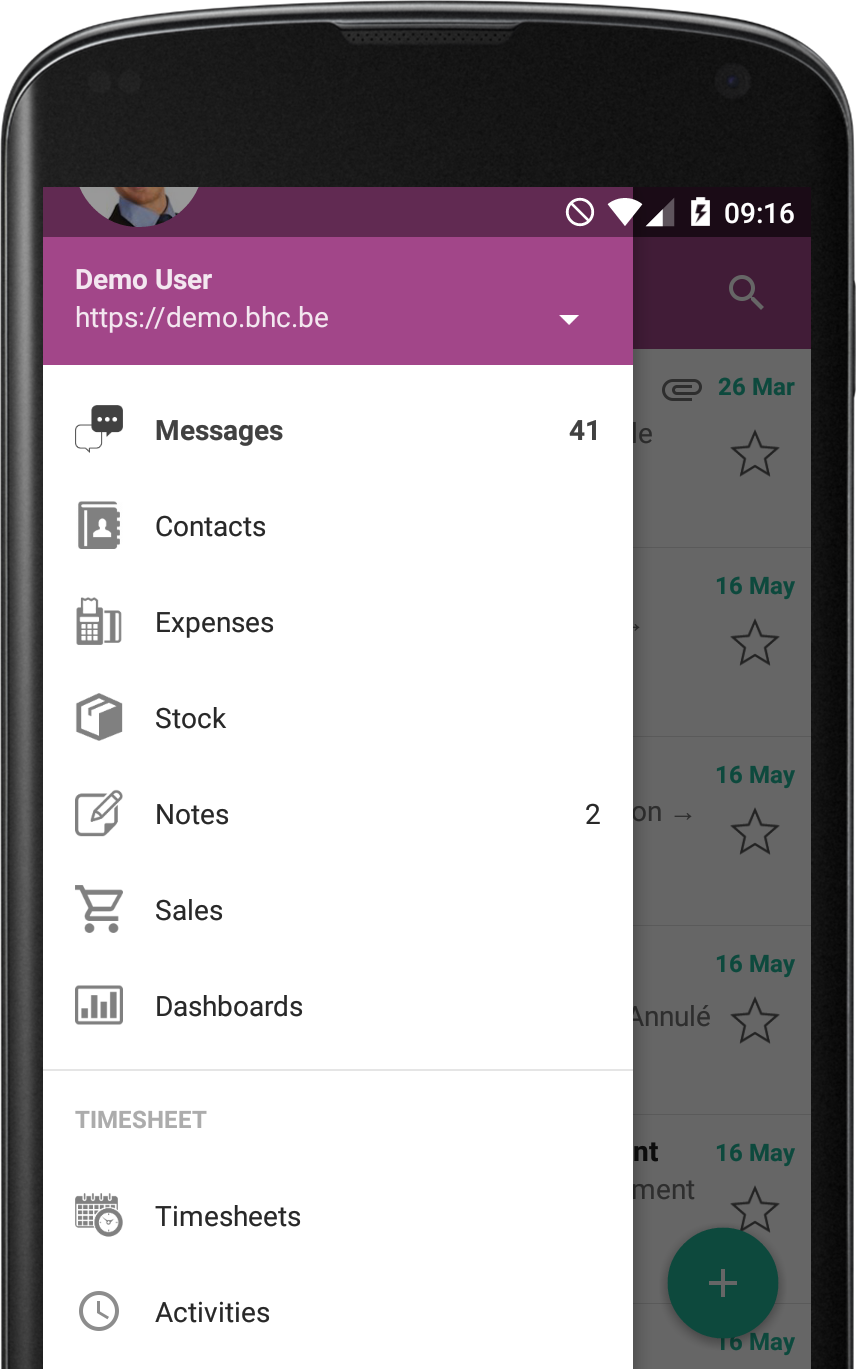 09:16
Demo User
https://demo.bhc.be
Messages 41
26 Mar
le
Contacts
16 May
Expenses
→
Stock
16 May
Notes 2
on →
Sales
16 May
Dashboards
Annulé
TIMESHEET
nt 16 May
ment
Timesheets
+
Activities
16 May